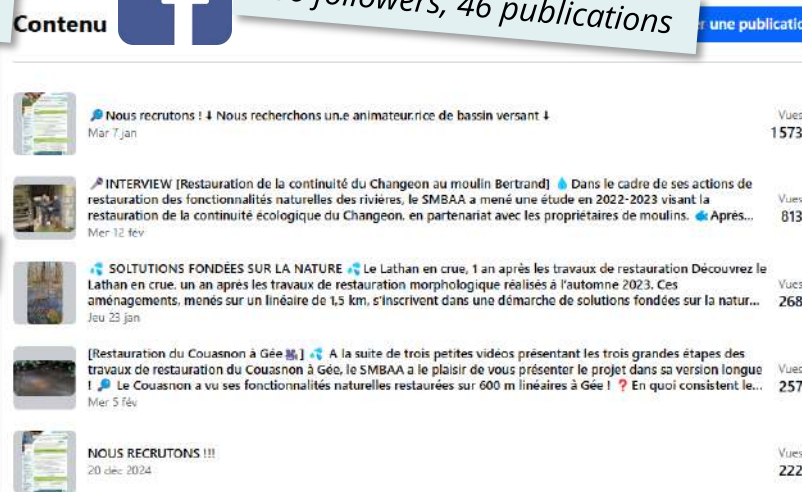 followers, 46 publications
Contenu
une publicatio
Nous recrutons ! ⬇ Nous recherchons un.e animateur.rice de bassin versant ⬇
Mar 7 jan
Vues
1573
INTERVIEW [Restauration de la continuité du Changeon au moulin Bertrand] 💧 Dans le cadre de ses actions de
restauration des fonctionnalités naturelles des rivières, le SMBAA a mené une étude en 2022-2023 visant la
restauration de la continuité écologique du Changeon, en partenariat avec les propriétaires de moulins. Après...
Mer 12 fév
Vues
813
💦 SOLTUTIONS FONDÉES SUR LA NATURE 💦 Le Lathan en crue, 1 an après les travaux de restauration Découvrez le
Lathan en crue, un an après les travaux de restauration morphologique réalisés à l'automne 2023. Ces
aménagements, menés sur un linéaire de 1,5 km, s'inscrivent dans une démarche de solutions fondées sur la natur...
Jeu 23 jan
Vues
268
[Restauration du Couasnon à Gée 🎥] 💦 A la suite de trois petites vidéos présentant les trois grandes étapes des
travaux de restauration du Couasnon à Gée, le SMBAA a le plaisir de vous présenter le projet dans sa version longue
! 🔎 Le Couasnon a vu ses fonctionnalités naturelles restaurées sur 600 m linéaires à Gée ! ❓ En quoi consistent le...
Mer 5 fév
Vues
257
NOUS RECRUTONS !!!
20 déc 2024
Vues
222